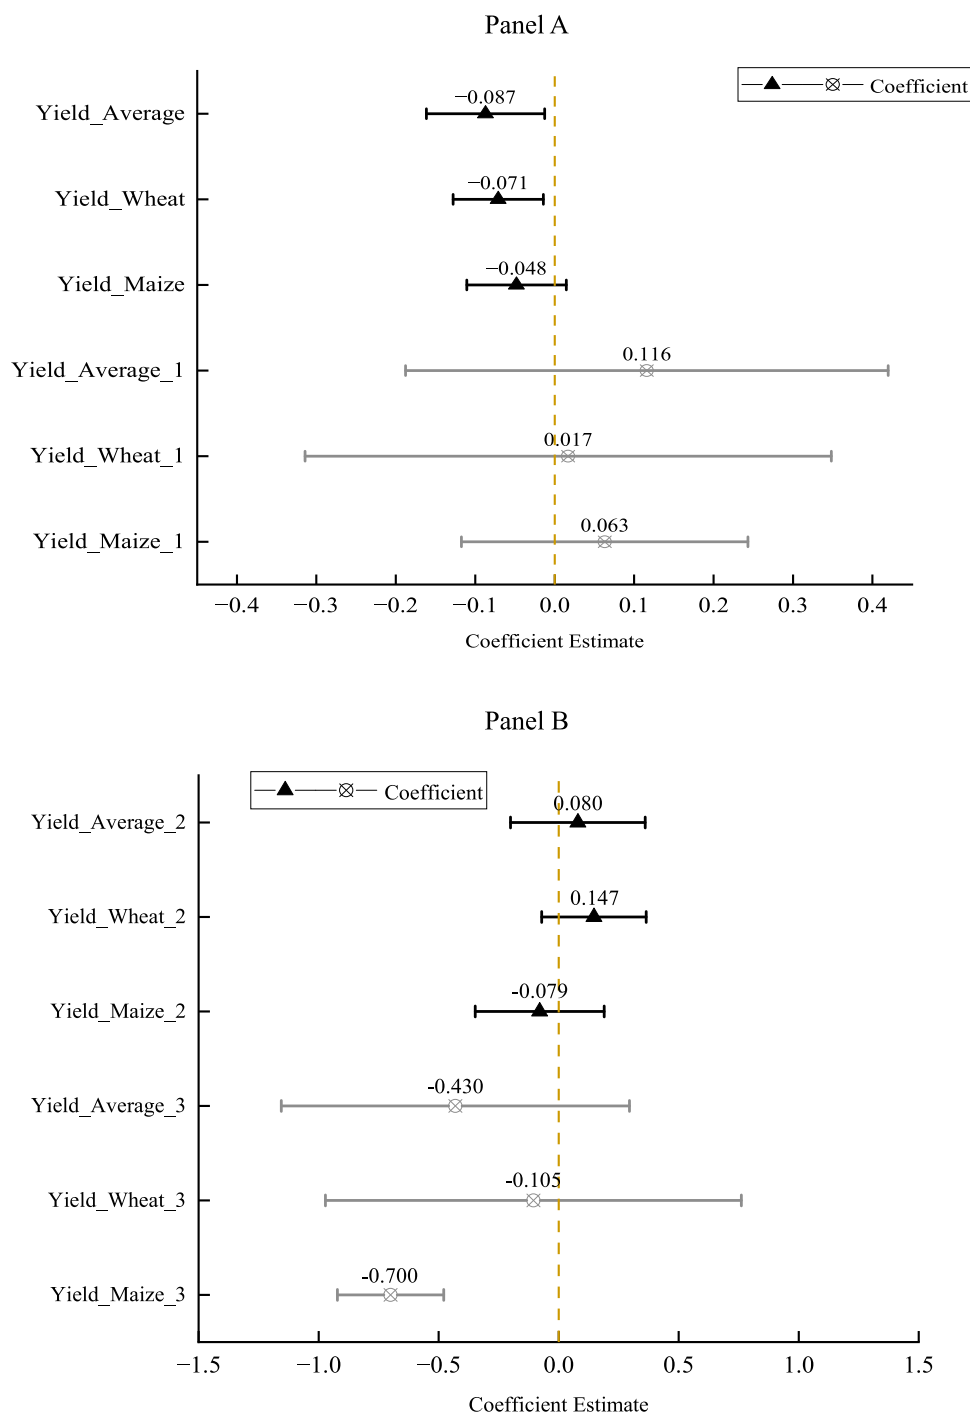 Panel A
Coefficient
−0.087
Yield_Average
−0.071
Yield_Wheat
−0.048
Yield_Maize
0.116
Yield_Average_1
0.017
Yield_Wheat_1
0.063
Yield_Maize_1
−0.4 −0.3 −0.2 −0.1 0.0 0.1 0.2 0.3 0.4
Coefficient Estimate
Panel B
Coefficient
0.080
Yield_Average_2
0.147
Yield_Wheat_2
-0.079
Yield_Maize_2
-0.430
Yield_Average_3
-0.105
Yield_Wheat_3
-0.700
Yield_Maize_3
−1.5 −1.0 −0.5 0.0 0.5 1.0 1.5
Coefficient Estimate